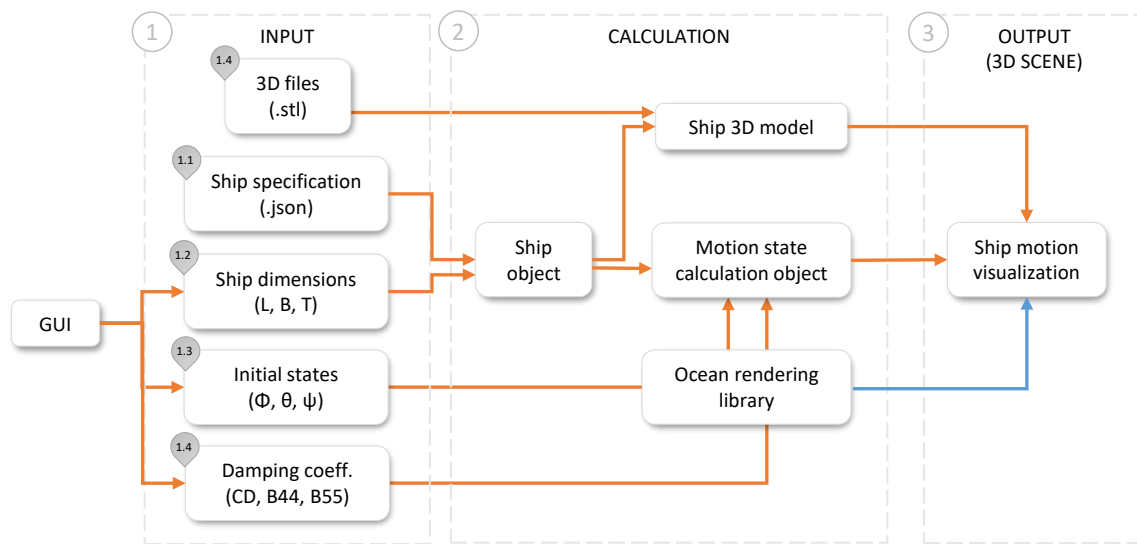 1
INPUT
2
CALCULATION
3
OUTPUT
(3D SCENE)
1.4
3D files
(.stl)
Ship 3D model
1.1
Ship specification
(.json)
1.2
Ship dimensions
(L, B, T)
Ship
object
Motion state
calculation object
Ship motion
visualization
GUI
1.3
Initial states
(Φ, θ, ψ)
Ocean rendering
library
1.4
Damping coeff.
(CD, B44, B55)